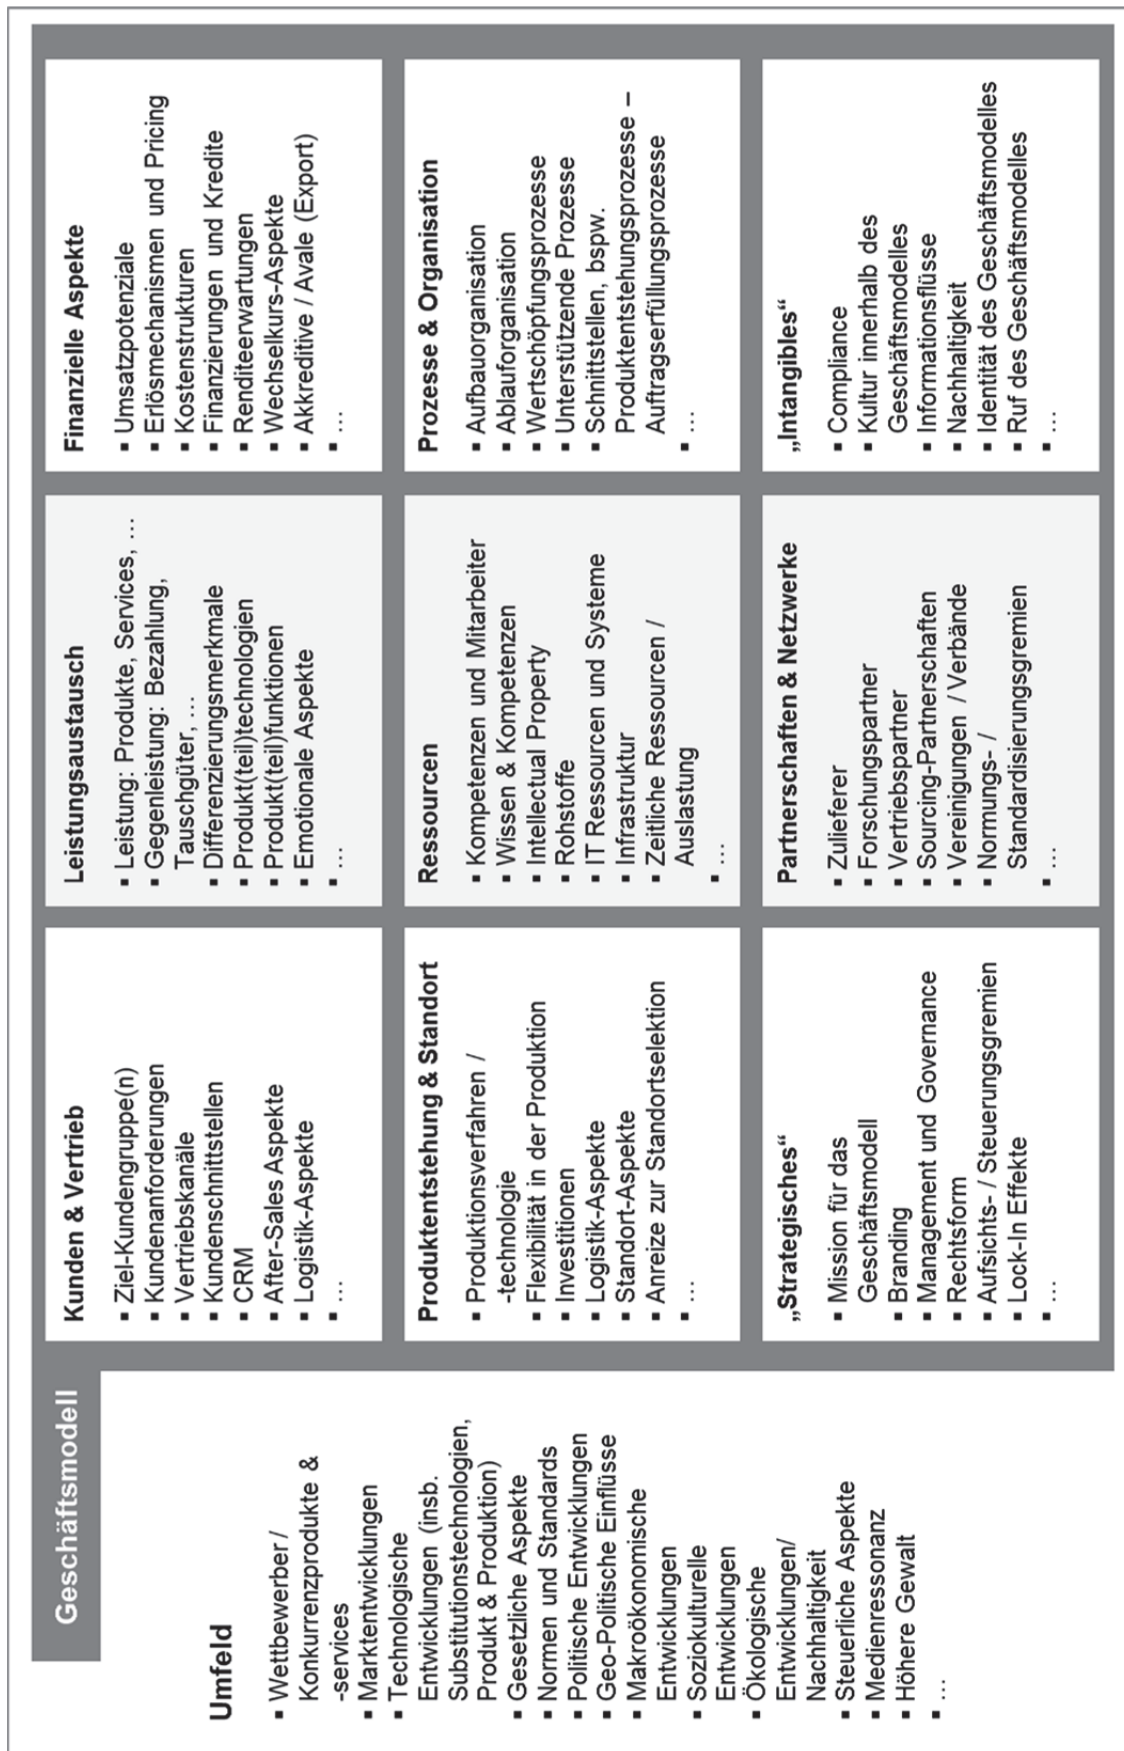 Geschäftsmodell
Umfeld
▪ Wettbewerber /
Konkurrenzprodukte &
-services
▪ Marktentwicklungen
▪ Technologische
Entwicklungen (insb.
Substitutionstechnologien,
Produkt & Produktion)
▪ Gesetzliche Aspekte
▪ Normen und Standards
▪ Politische Entwicklungen
▪ Geo-Politische Einflüsse
▪ Makroökonomische
Entwicklungen
▪ Soziokulturelle
Entwicklungen
▪ Ökologische
Entwicklungen/
Nachhaltigkeit
▪ Steuerliche Aspekte
▪ Medienressonanz
▪ Höhere Gewalt
▪ …
Kunden & Vertrieb
▪ Ziel-Kundengruppe(n)
▪ Kundenanforderungen
▪ Vertriebskanäle
▪ Kundenschnittstellen
▪ CRM
▪ After-Sales Aspekte
▪ Logistik-Aspekte
▪ …
Leistungsaustausch
▪ Leistung: Produkte, Services, …
▪ Gegenleistung: Bezahlung,
Tauschgüter, …
▪ Differenzierungsmerkmale
▪ Produkt(teil)technologien
▪ Produkt(teil)funktionen
▪ Emotionale Aspekte
▪ …
Finanzielle Aspekte
▪ Umsatzpotenziale
▪ Erlösmechanismen und Pricing
▪ Kostenstrukturen
▪ Finanzierungen und Kredite
▪ Renditeerwartungen
▪ Wechselkurs-Aspekte
▪ Akkreditive / Avale (Export)
▪ …
Produktentstehung & Standort
▪ Produktionsverfahren /
-technologie
▪ Flexibilität in der Produktion
▪ Investitionen
▪ Logistik-Aspekte
▪ Standort-Aspekte
▪ Anreize zur Standortselektion
▪ …
Ressourcen
▪ Kompetenzen und Mitarbeiter
▪ Wissen & Kompetenzen
▪ Intellectual Property
▪ Rohstoffe
▪ IT Ressourcen und Systeme
▪ Infrastruktur
▪ Zeitliche Ressourcen /
Auslastung
▪ …
Prozesse & Organisation
▪ Aufbauorganisation
▪ Ablauforganisation
▪ Wertschöpfungsprozesse
▪ Unterstützende Prozesse
▪ Schnittstellen, bspw.
Produktentstehungsprozesse –
Auftragserfüllungsprozesse
▪ …
„Strategisches“
▪ Mission für das
Geschäftsmodell
▪ Branding
▪ Management und Governance
▪ Rechtsform
▪ Aufsichts- / Steuerungsgremien
▪ Lock-In Effekte
▪ …
Partnerschaften & Netzwerke
▪ Zulieferer
▪ Forschungspartner
▪ Vertriebspartner
▪ Sourcing-Partnerschaften
▪ Vereinigungen / Verbände
▪ Normungs- /
Standardisierungsgremien
▪ …
„Intangibles“
▪ Compliance
▪ Kultur innerhalb des
Geschäftsmodelles
▪ Informationsflüsse
▪ Nachhaltigkeit
▪ Identität des Geschäftsmodelles
▪ Ruf des Geschäftsmodelles
▪ …